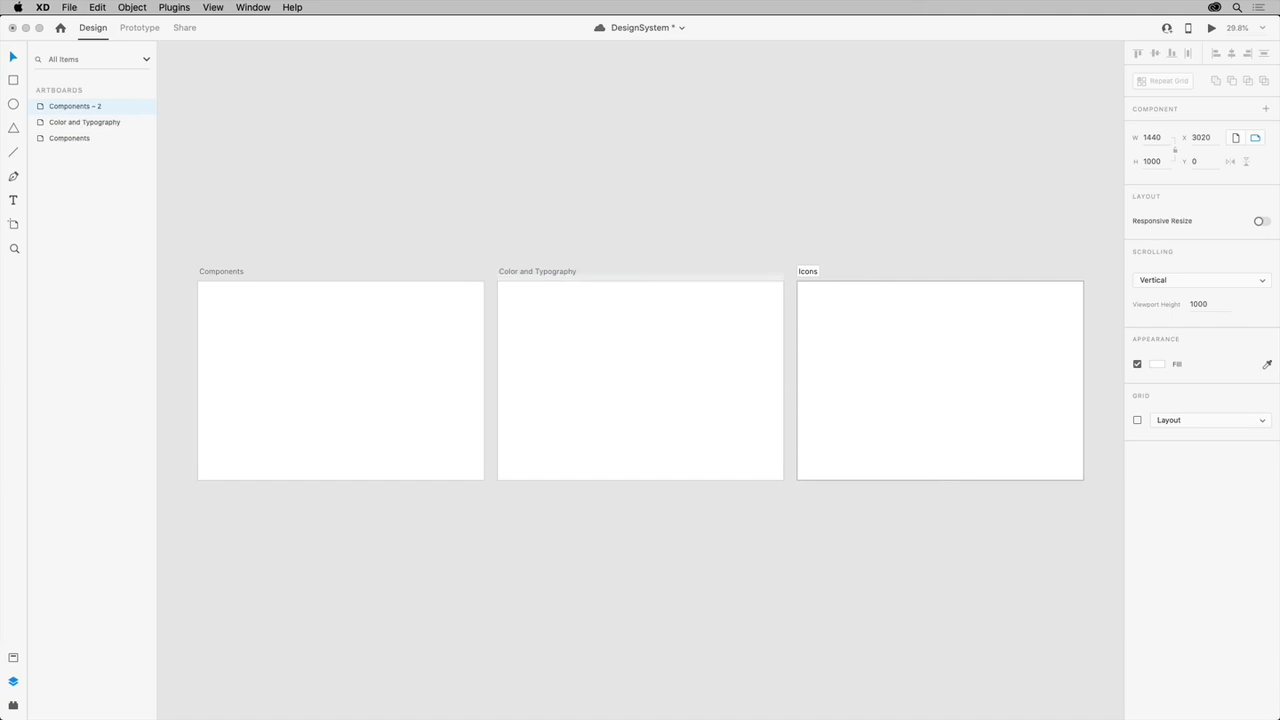 XD File Edit Object Plugins View Window Help
Design Prototype Share
DesignSystem *
29.8%
All Items
ARTBOARDS
Components – 2
Color and Typography
Components
Components
Color and Typography
Icons
Repeat Grid
COMPONENT
W 1440 X 3020
H 1000 Y 0
LAYOUT
Responsive Resize
SCROLLING
Vertical
Viewport Height 1000
APPEARANCE
Fill
GRID
Layout